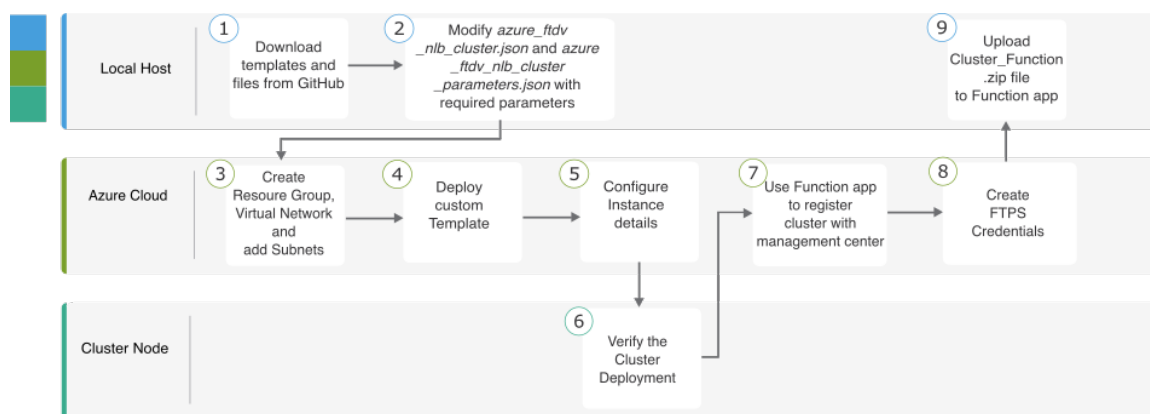 Local Host
1
Download
templates and
files from GitHub
2
Modify azure_ftdv
_nlb_cluster.json and azure
_ftdv_nlb_cluster
_parameters.json with
required parameters
9
Upload
Cluster_Function
.zip file
to Function app
Azure Cloud
3
Create
Resoure Group,
Virtual Network
and
add Subnets
4
Deploy
custom
Template
5
Configure
Instance
details
7
Use Function app
to register
cluster with
management center
8
Create
FTPS
Credentials
Cluster Node
6
Verify the
Cluster
Deployment